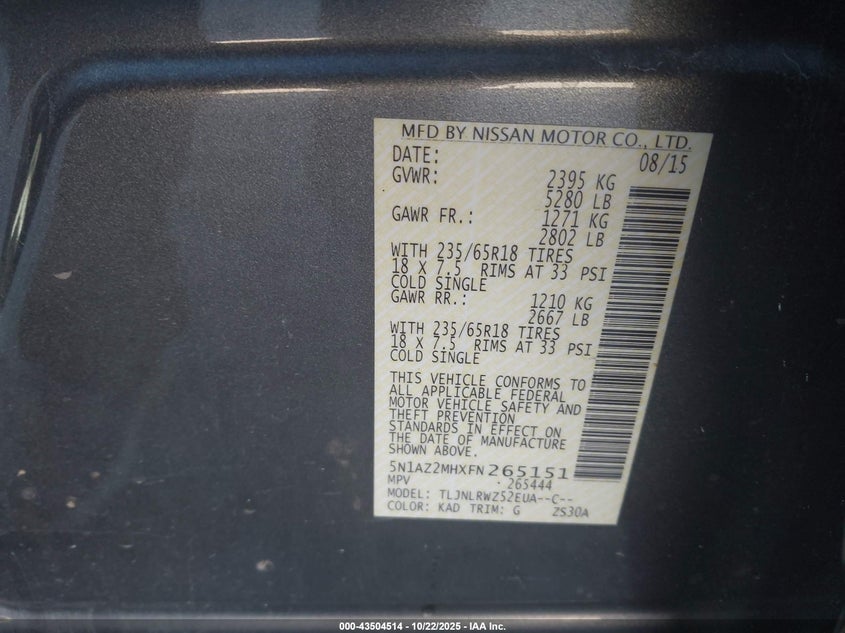 MFD BY NISSAN MOTOR CO., LTD.
DATE: 08/15
GVWR: 2395 KG
5280 LB
GAWR FR.: 1271 KG
2802 LB
WITH 235/65R18 TIRES
18 X 7.5 RIMS AT 33 PSI
COLD SINGLE
GAWR RR.: 1210 KG
2667 LB
WITH 235/65R18 TIRES
18 X 7.5 RIMS AT 33 PSI
COLD SINGLE
THIS VEHICLE CONFORMS TO
ALL APPLICABLE FEDERAL
MOTOR VEHICLE SAFETY AND
THEFT PREVENTION
STANDARDS IN EFFECT ON
THE DATE OF MANUFACTURE
SHOWN ABOVE.
5N1AZ2MHXFN265151
MPV 265444
MODEL: TLJNLRWZ52EUA--C--
COLOR: KAD TRIM: G ZS30A
000-43504514 - 10/22/2025 - IAA Inc.